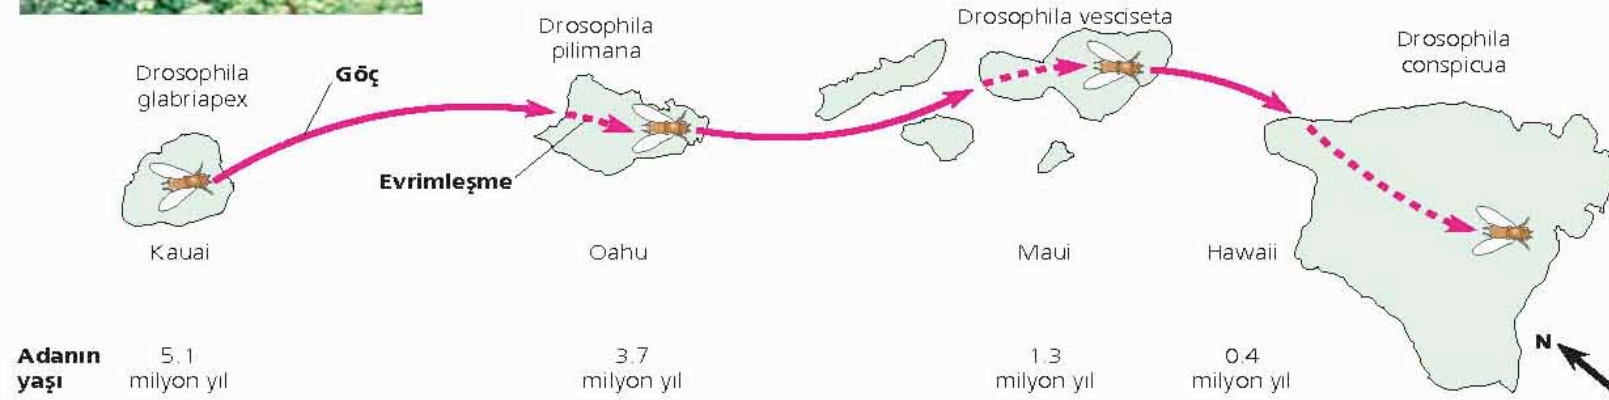 Drosophila
glabriapex
Göç
Drosophila
pilimana
Evrimleşme
Drosophila vesciseta
Drosophila
conspicua
Kauai
Oahu
Maui
Hawaii
Adanın
yaşı
5.1
milyon yıl
3.7
milyon yıl
1.3
milyon yıl
0.4
milyon yıl
N